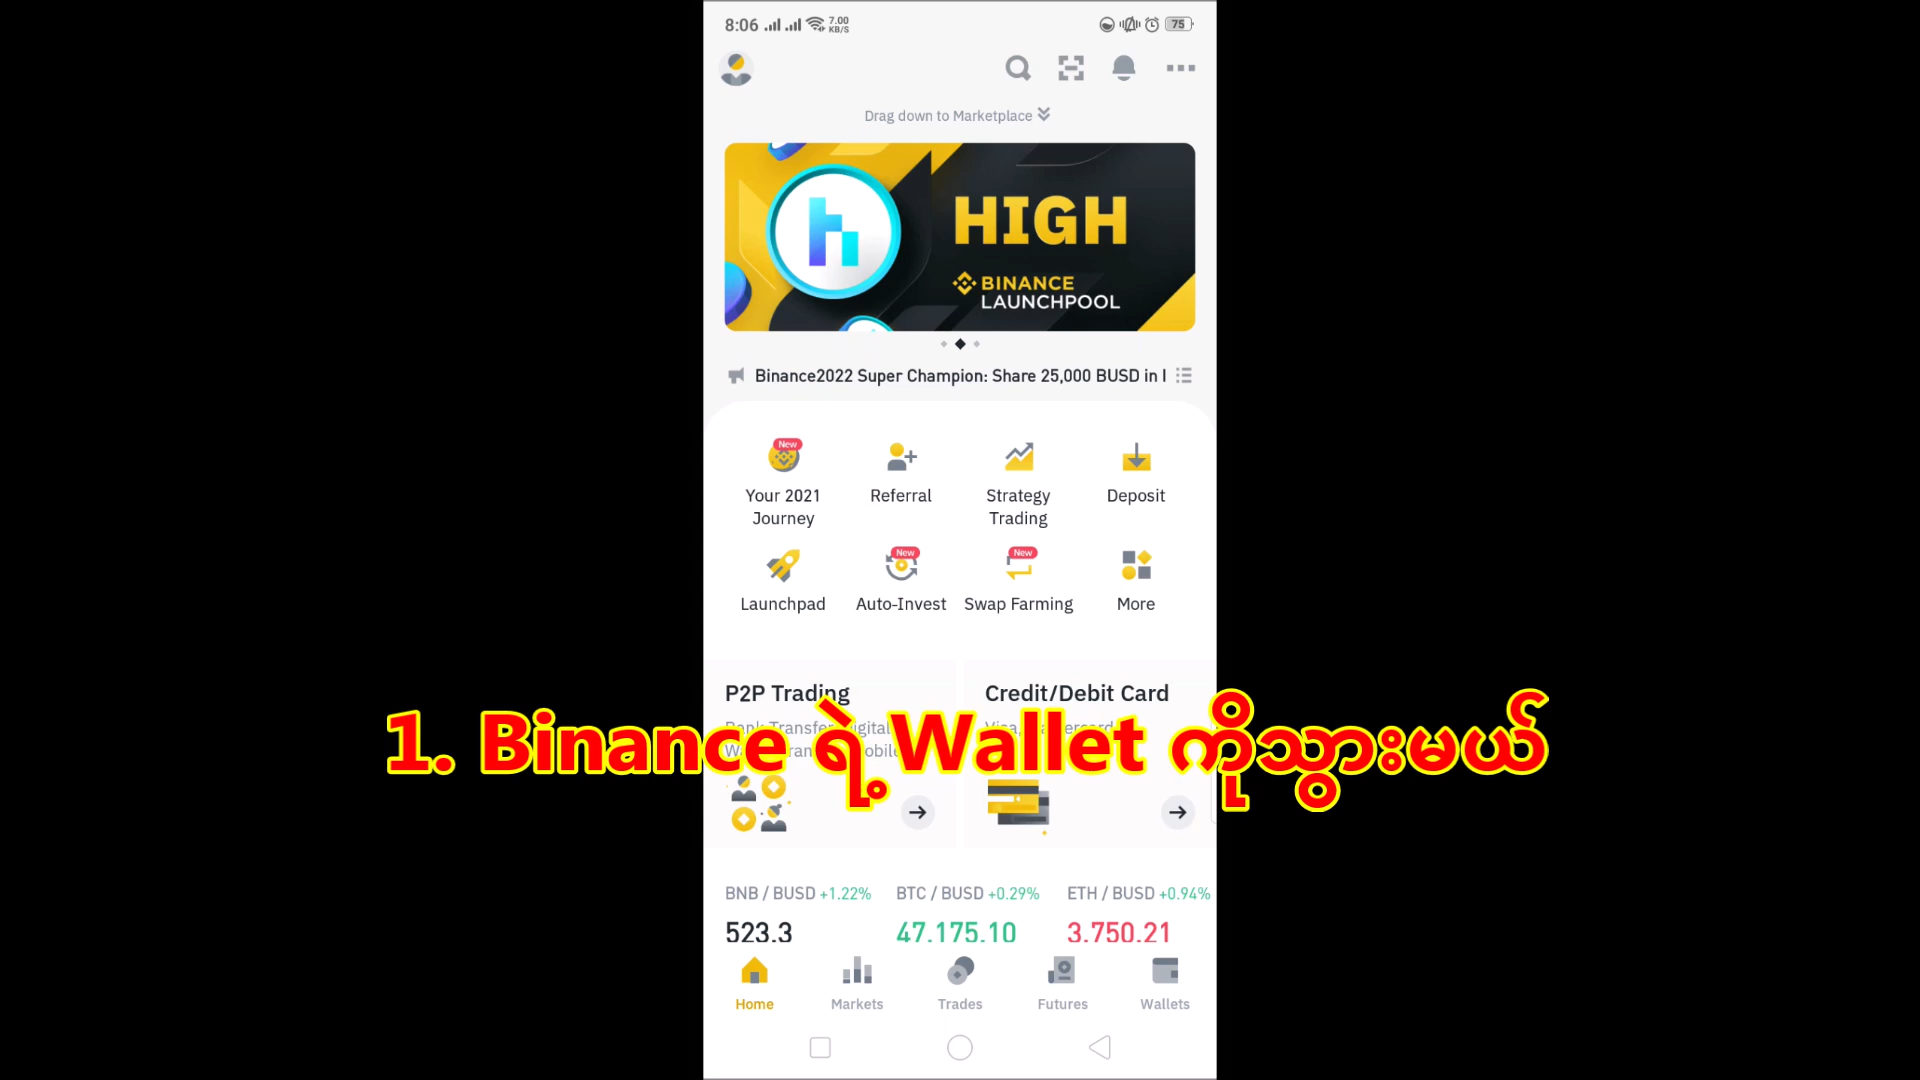 8:06 7.00 KB/S 75
Drag down to Marketplace
HIGH
BINANCE
LAUNCHPOOL
Binance2022 Super Champion: Share 25,000 BUSD in
New
Your 2021 Journey
Referral
Strategy Trading
Deposit
Launchpad
New
Auto-Invest
New
Swap Farming
More
P2P Trading
Credit/Debit Card
1. Binance ရဲ့ Wallet ကိုသွားမယ်
BNB / BUSD +1.22% BTC / BUSD +0.29% ETH / BUSD +0.94%
523.3 47,175.10 3,750.21
Home Markets Trades Futures Wallets